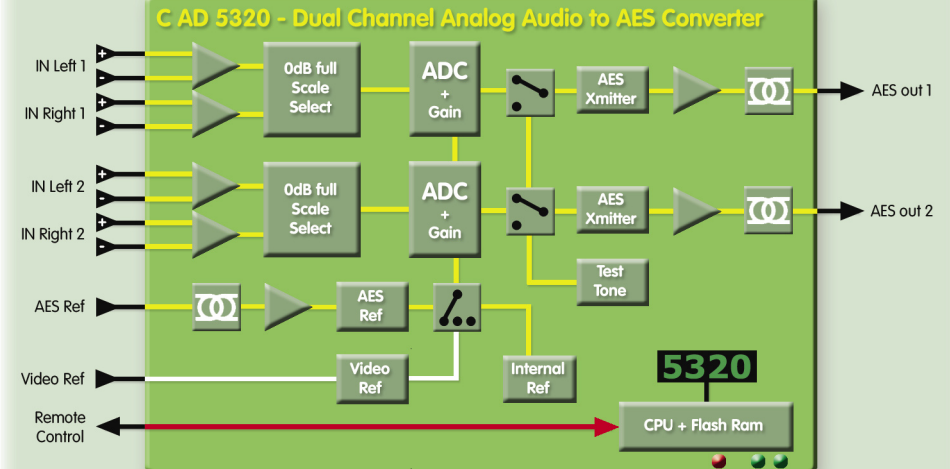 C AD 5320 - Dual Channel Analog Audio to AES Converter
IN Left 1
+
-
IN Right 1
+
-
0dB full
Scale
Select
ADC
+
Gain
AES
Xmitter
AES out 1
IN Left 2
+
-
IN Right 2
+
-
0dB full
Scale
Select
ADC
+
Gain
AES
Xmitter
AES out 2
Test
Tone
AES Ref
AES
Ref
Video Ref
Video
Ref
Internal
Ref
5320
Remote
Control
CPU + Flash Ram